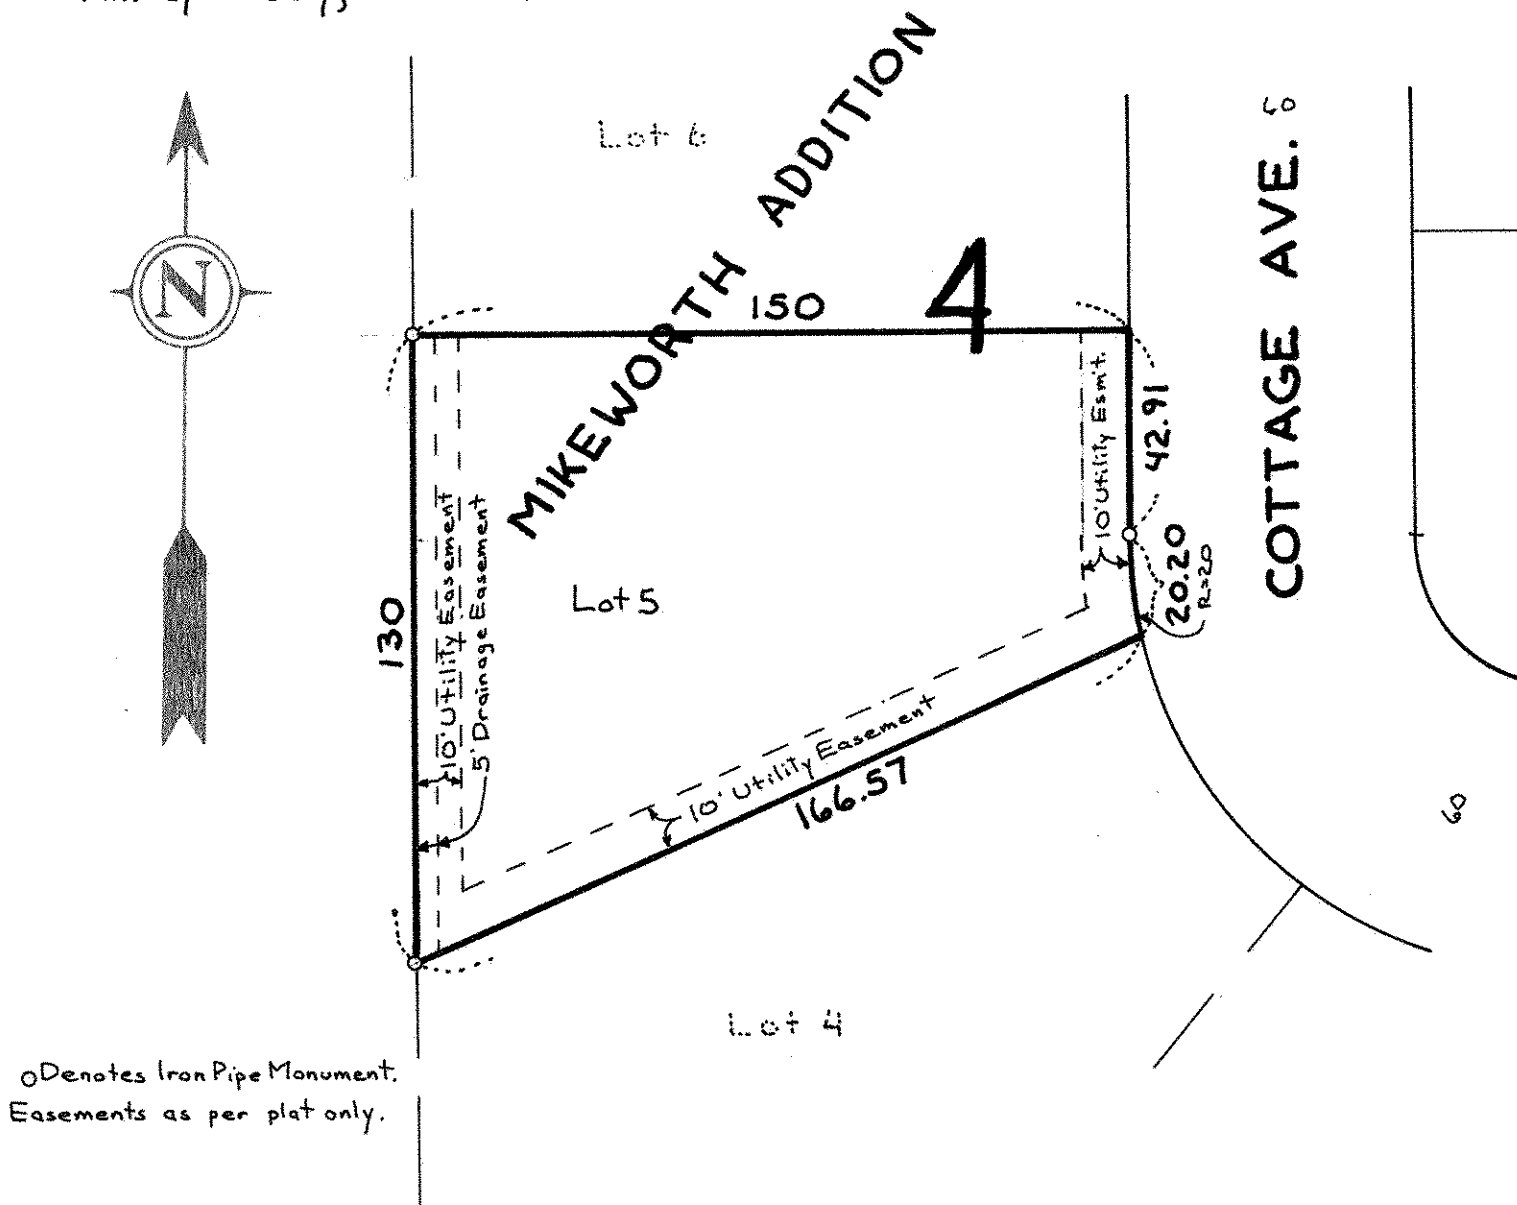 Lot 6
60
MIKEWORTH ADDITION
4
COTTAGE AVE.
N
150
10' Utility Esm't.
42.91
20.20
R=20
130
10' Utility Easement
5' Drainage Easement
Lot 5
10' Utility Easement
166.57
60
Lot 4
o Denotes Iron Pipe Monument.
Easements as per plat only.